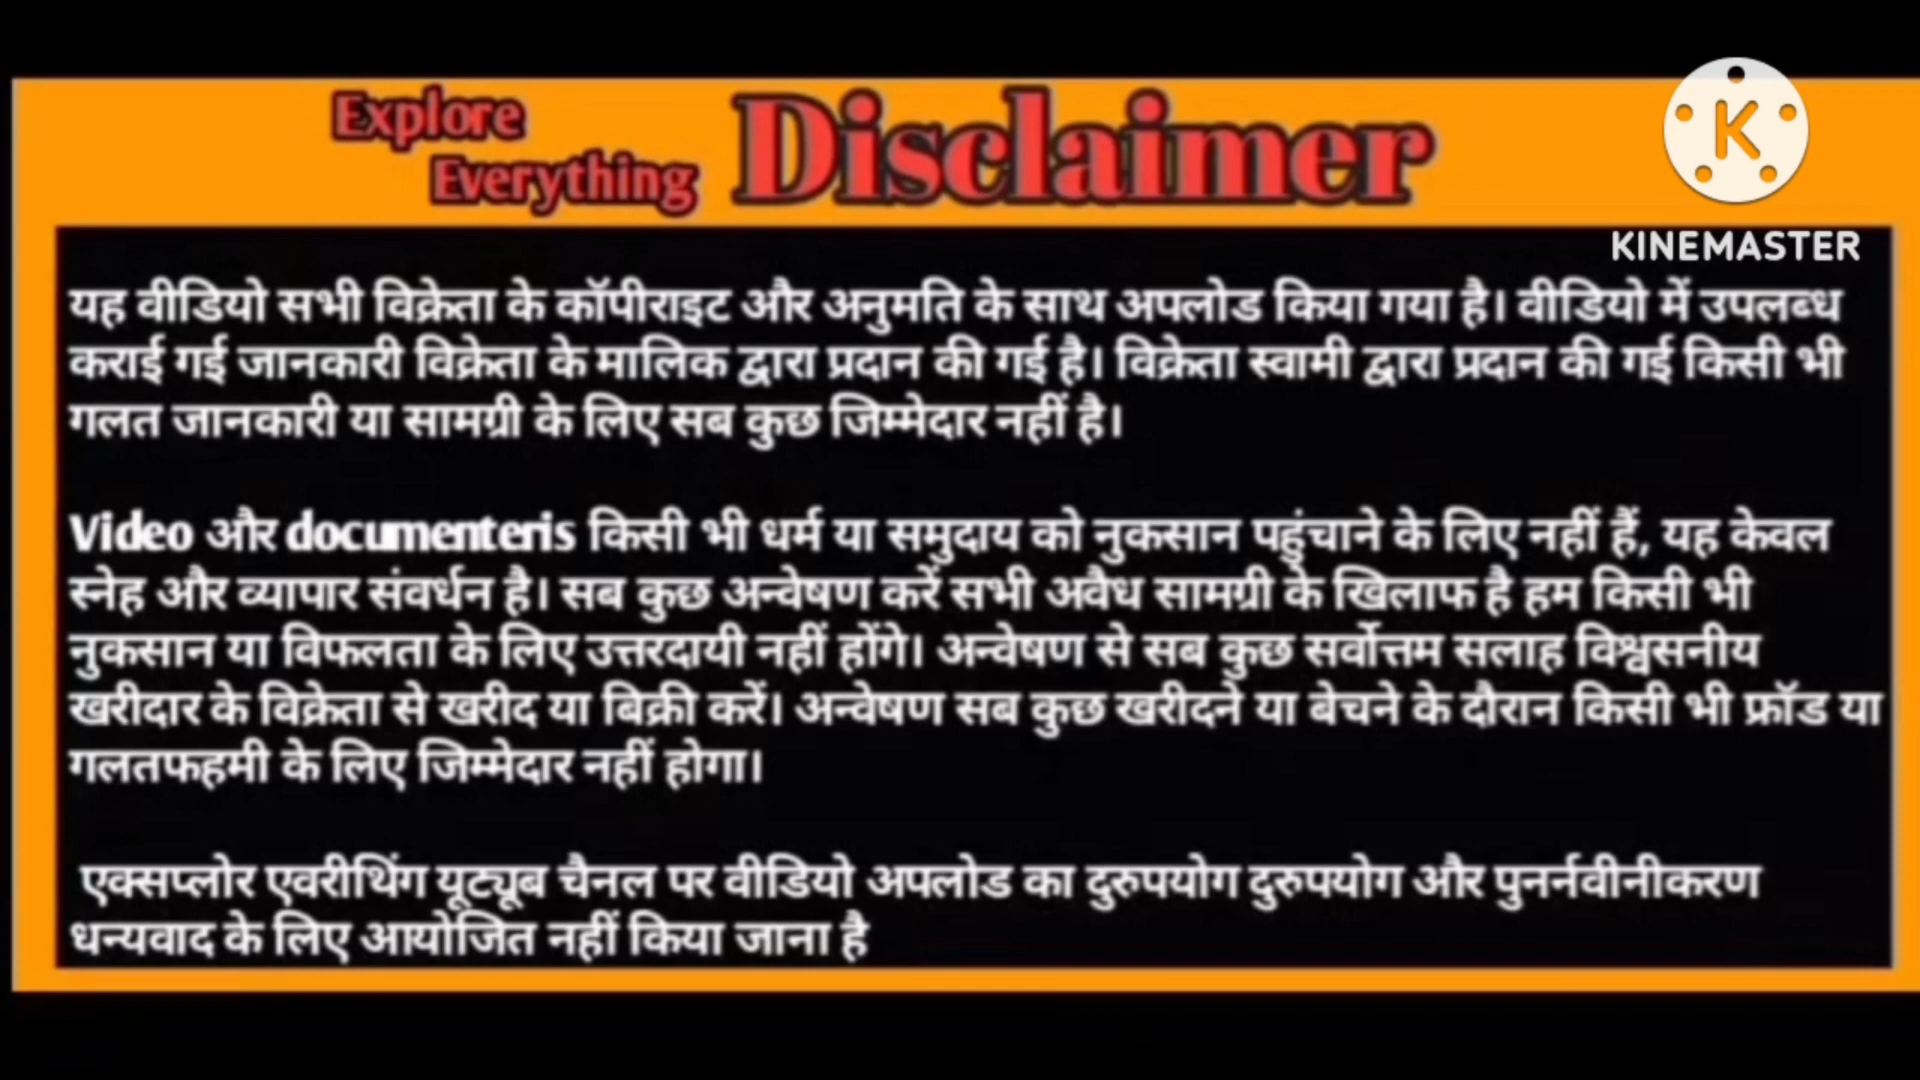 Explore
Everything
Disclaimer
KINEMASTER
यह वीडियो सभी विक्रेता के कॉपीराइट और अनुमति के साथ अपलोड किया गया है। वीडियो में उपलब्ध
कराई गई जानकारी विक्रेता के मालिक द्वारा प्रदान की गई है। विक्रेता स्वामी द्वारा प्रदान की गई किसी भी
गलत जानकारी या सामग्री के लिए सब कुछ जिम्मेदार नहीं है।
Video और documenteris किसी भी धर्म या समुदाय को नुकसान पहुंचाने के लिए नहीं हैं, यह केवल
स्नेह और व्यापार संवर्धन है। सब कुछ अन्वेषण करें सभी अवैध सामग्री के खिलाफ है हम किसी भी
नुकसान या विफलता के लिए उत्तरदायी नहीं होंगे। अन्वेषण से सब कुछ सर्वोत्तम सलाह विश्वसनीय
खरीदार के विक्रेता से खरीद या बिक्री करें। अन्वेषण सब कुछ खरीदने या बेचने के दौरान किसी भी फ्रॉड या
गलतफहमी के लिए जिम्मेदार नहीं होगा।
एक्सप्लोर एवरीथिंग यूट्यूब चैनल पर वीडियो अपलोड का दुरुपयोग दुरुपयोग और पुनर्नवीनीकरण
धन्यवाद के लिए आयोजित नहीं किया जाना है